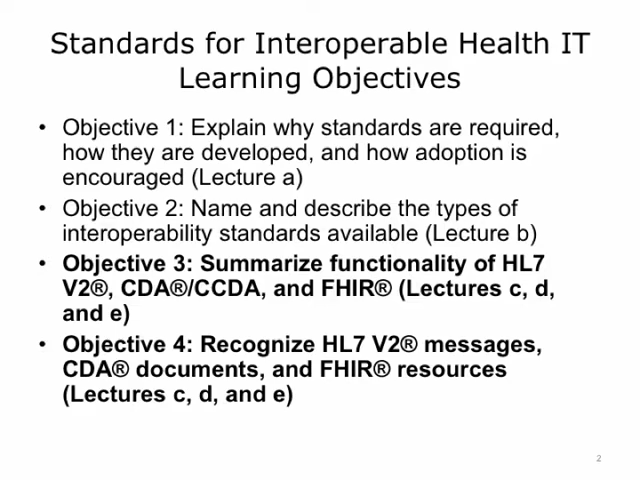 Standards for Interoperable Health IT
Learning Objectives
• Objective 1: Explain why standards are required,
how they are developed, and how adoption is
encouraged (Lecture a)
• Objective 2: Name and describe the types of
interoperability standards available (Lecture b)
• Objective 3: Summarize functionality of HL7
V2®, CDA®/CCDA, and FHIR® (Lectures c, d,
and e)
• Objective 4: Recognize HL7 V2® messages,
CDA® documents, and FHIR® resources
(Lectures c, d, and e)
2